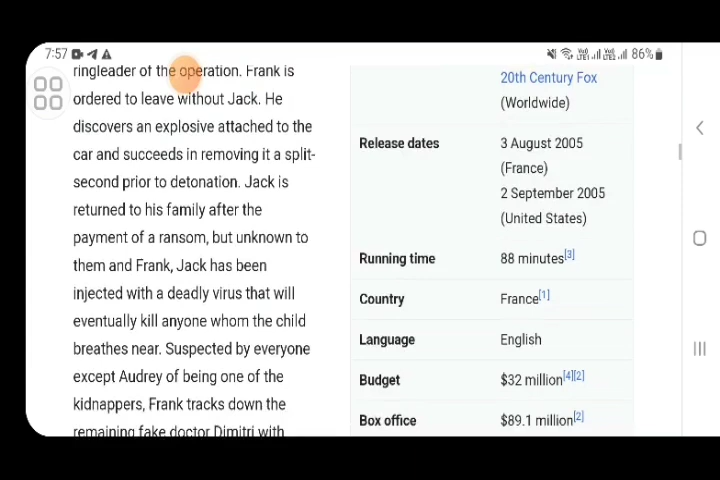 7:57
86%
ringleader of the operation. Frank is
ordered to leave without Jack. He
discovers an explosive attached to the
car and succeeds in removing it a split-
second prior to detonation. Jack is
returned to his family after the
payment of a ransom, but unknown to
them and Frank, Jack has been
injected with a deadly virus that will
eventually kill anyone whom the child
breathes near. Suspected by everyone
except Audrey of being one of the
kidnappers, Frank tracks down the
remaining fake doctor Dimitri with
20th Century Fox
(Worldwide)
Release dates
3 August 2005
(France)
2 September 2005
(United States)
Running time
88 minutes[3]
Country
France[1]
Language
English
Budget
$32 million[4][2]
Box office
$89.1 million[2]